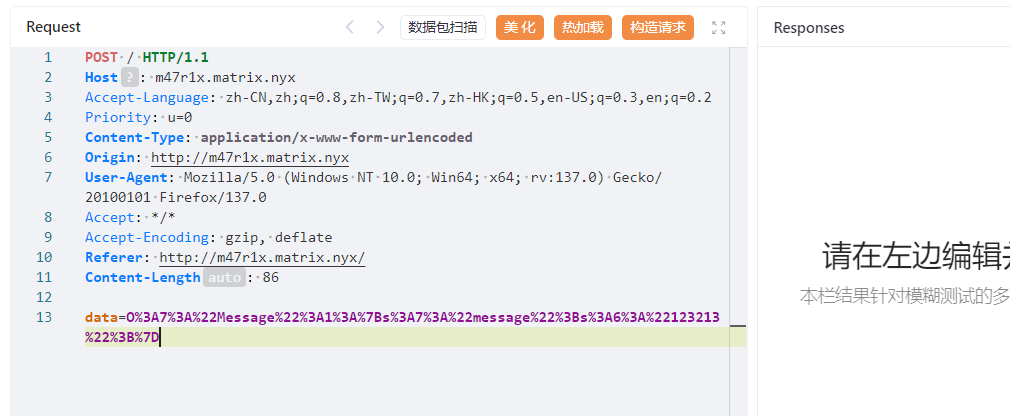 Request
数据包扫描
美 化
热加载
构造请求
Responses
1 POST / HTTP/1.1
2 Host ? : m47r1x.matrix.nyx
3 Accept-Language: zh-CN,zh;q=0.8,zh-TW;q=0.7,zh-HK;q=0.5,en-US;q=0.3,en;q=0.2
4 Priority: u=0
5 Content-Type: application/x-www-form-urlencoded
6 Origin: http://m47r1x.matrix.nyx
7 User-Agent: Mozilla/5.0 (Windows NT 10.0; Win64; x64; rv:137.0) Gecko/
20100101 Firefox/137.0
8 Accept: */*
9 Accept-Encoding: gzip, deflate
10 Referer: http://m47r1x.matrix.nyx/
11 Content-Length auto : 86
12
13 data=O%3A7%3A%22Message%22%3A1%3A%7Bs%3A7%3A%22message%22%3Bs%3A6%3A%22123213
%22%3B%7D
请在左边编辑
本栏结果针对模糊测试的多